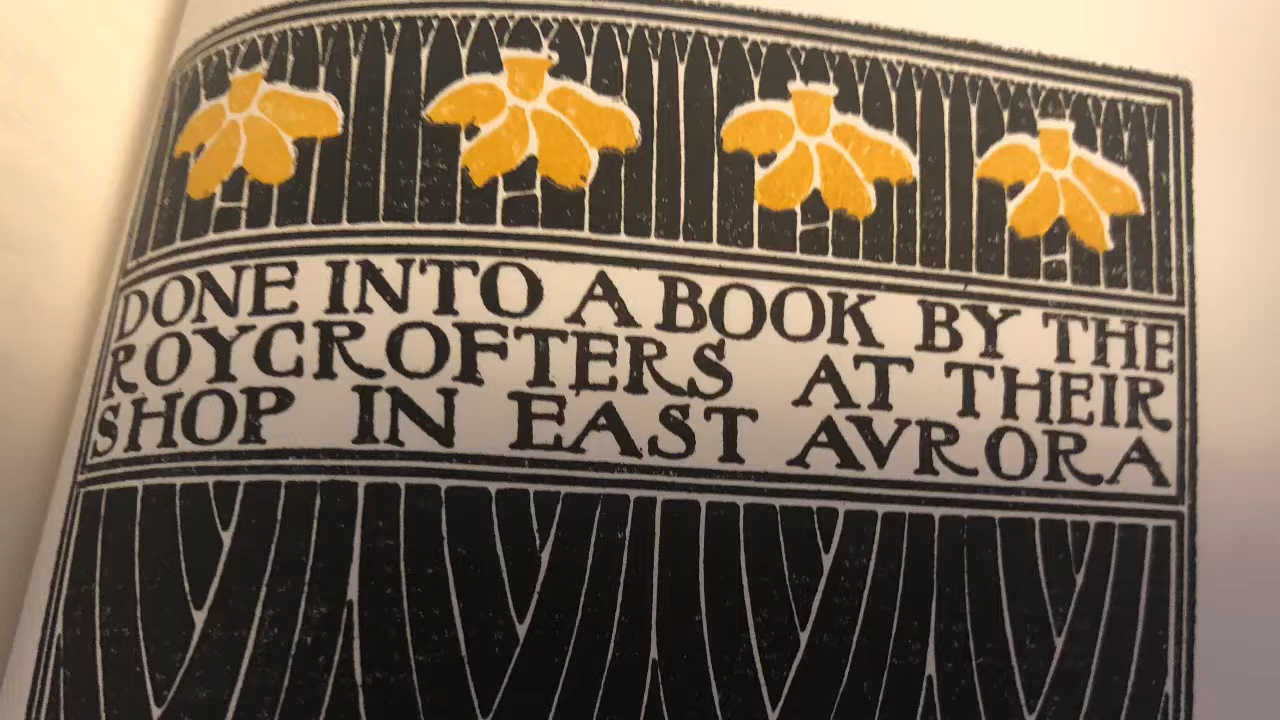 DONE INTO A BOOK BY THE
ROYCROFTERS AT THEIR
SHOP IN EAST AVRORA